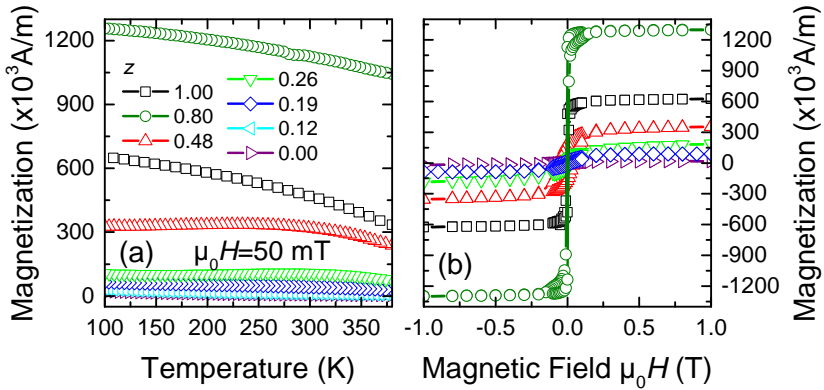 Magnetization (x10³A/m)
1200
900
600
300
0
z
1.00
0.80
0.48
0.26
0.19
0.12
0.00
(a) μ₀H=50 mT
100 150 200 250 300 350
Temperature (K)
(b)
1200
900
600
300
0
-300
-600
-900
-1200
Magnetization (x10³A/m)
-1.0 -0.5 0.0 0.5 1.0
Magnetic Field μ₀H (T)